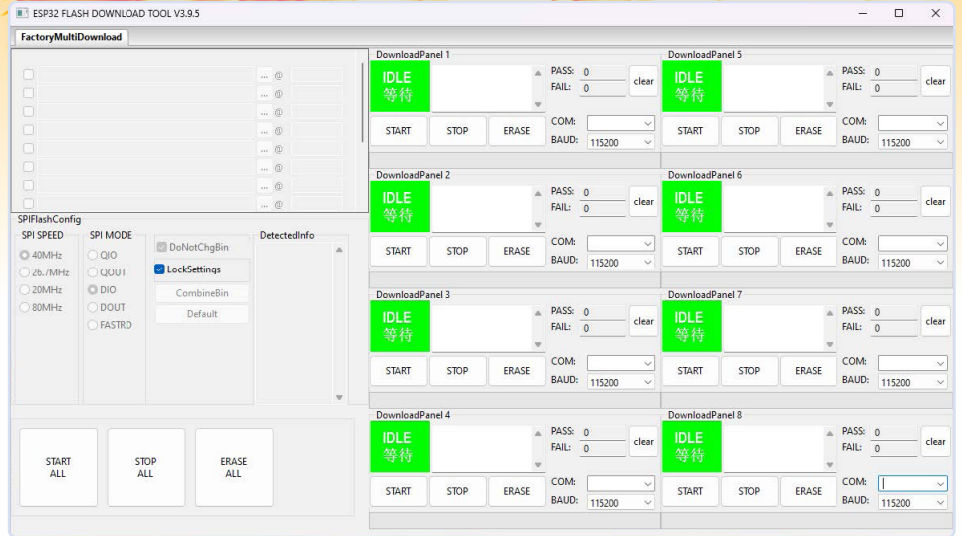 ESP32 FLASH DOWNLOAD TOOL V3.9.5
FactoryMultiDownload
... @
... @
... @
... @
... @
... @
... @
... @
SPIFlashConfig
SPI SPEED
40MHz
26.7MHz
20MHz
80MHz
SPI MODE
QIO
QOUT
DIO
DOUT
FASTRD
DoNotChgBin
LockSettings
CombineBin
Default
DetectedInfo
START
ALL
STOP
ALL
ERASE
ALL
DownloadPanel 1
IDLE
等待
PASS: 0
FAIL: 0
clear
START STOP ERASE
COM:
BAUD: 115200
DownloadPanel 2
IDLE
等待
PASS: 0
FAIL: 0
clear
START STOP ERASE
COM:
BAUD: 115200
DownloadPanel 3
IDLE
等待
PASS: 0
FAIL: 0
clear
START STOP ERASE
COM:
BAUD: 115200
DownloadPanel 4
IDLE
等待
PASS: 0
FAIL: 0
clear
START STOP ERASE
COM:
BAUD: 115200
DownloadPanel 5
IDLE
等待
PASS: 0
FAIL: 0
clear
START STOP ERASE
COM:
BAUD: 115200
DownloadPanel 6
IDLE
等待
PASS: 0
FAIL: 0
clear
START STOP ERASE
COM:
BAUD: 115200
DownloadPanel 7
IDLE
等待
PASS: 0
FAIL: 0
clear
START STOP ERASE
COM:
BAUD: 115200
DownloadPanel 8
IDLE
等待
PASS: 0
FAIL: 0
clear
START STOP ERASE
COM:
BAUD: 115200